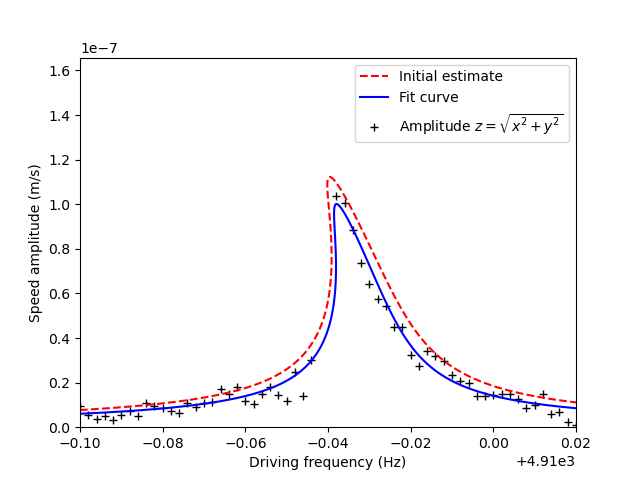 1e−7
1.6
1.4
1.2
1.0
0.8
0.6
0.4
0.2
0.0
Speed amplitude (m/s)
Initial estimate
Fit curve
Amplitude z = √x² + y²
−0.10
−0.08
−0.06
−0.04
−0.02
0.00
0.02
Driving frequency (Hz)
+4.91e3